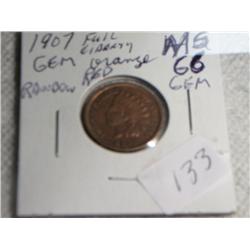 1907 FULL
LIBERTY
GEM orange
RAINBOW RED
MS
66
GEM
133